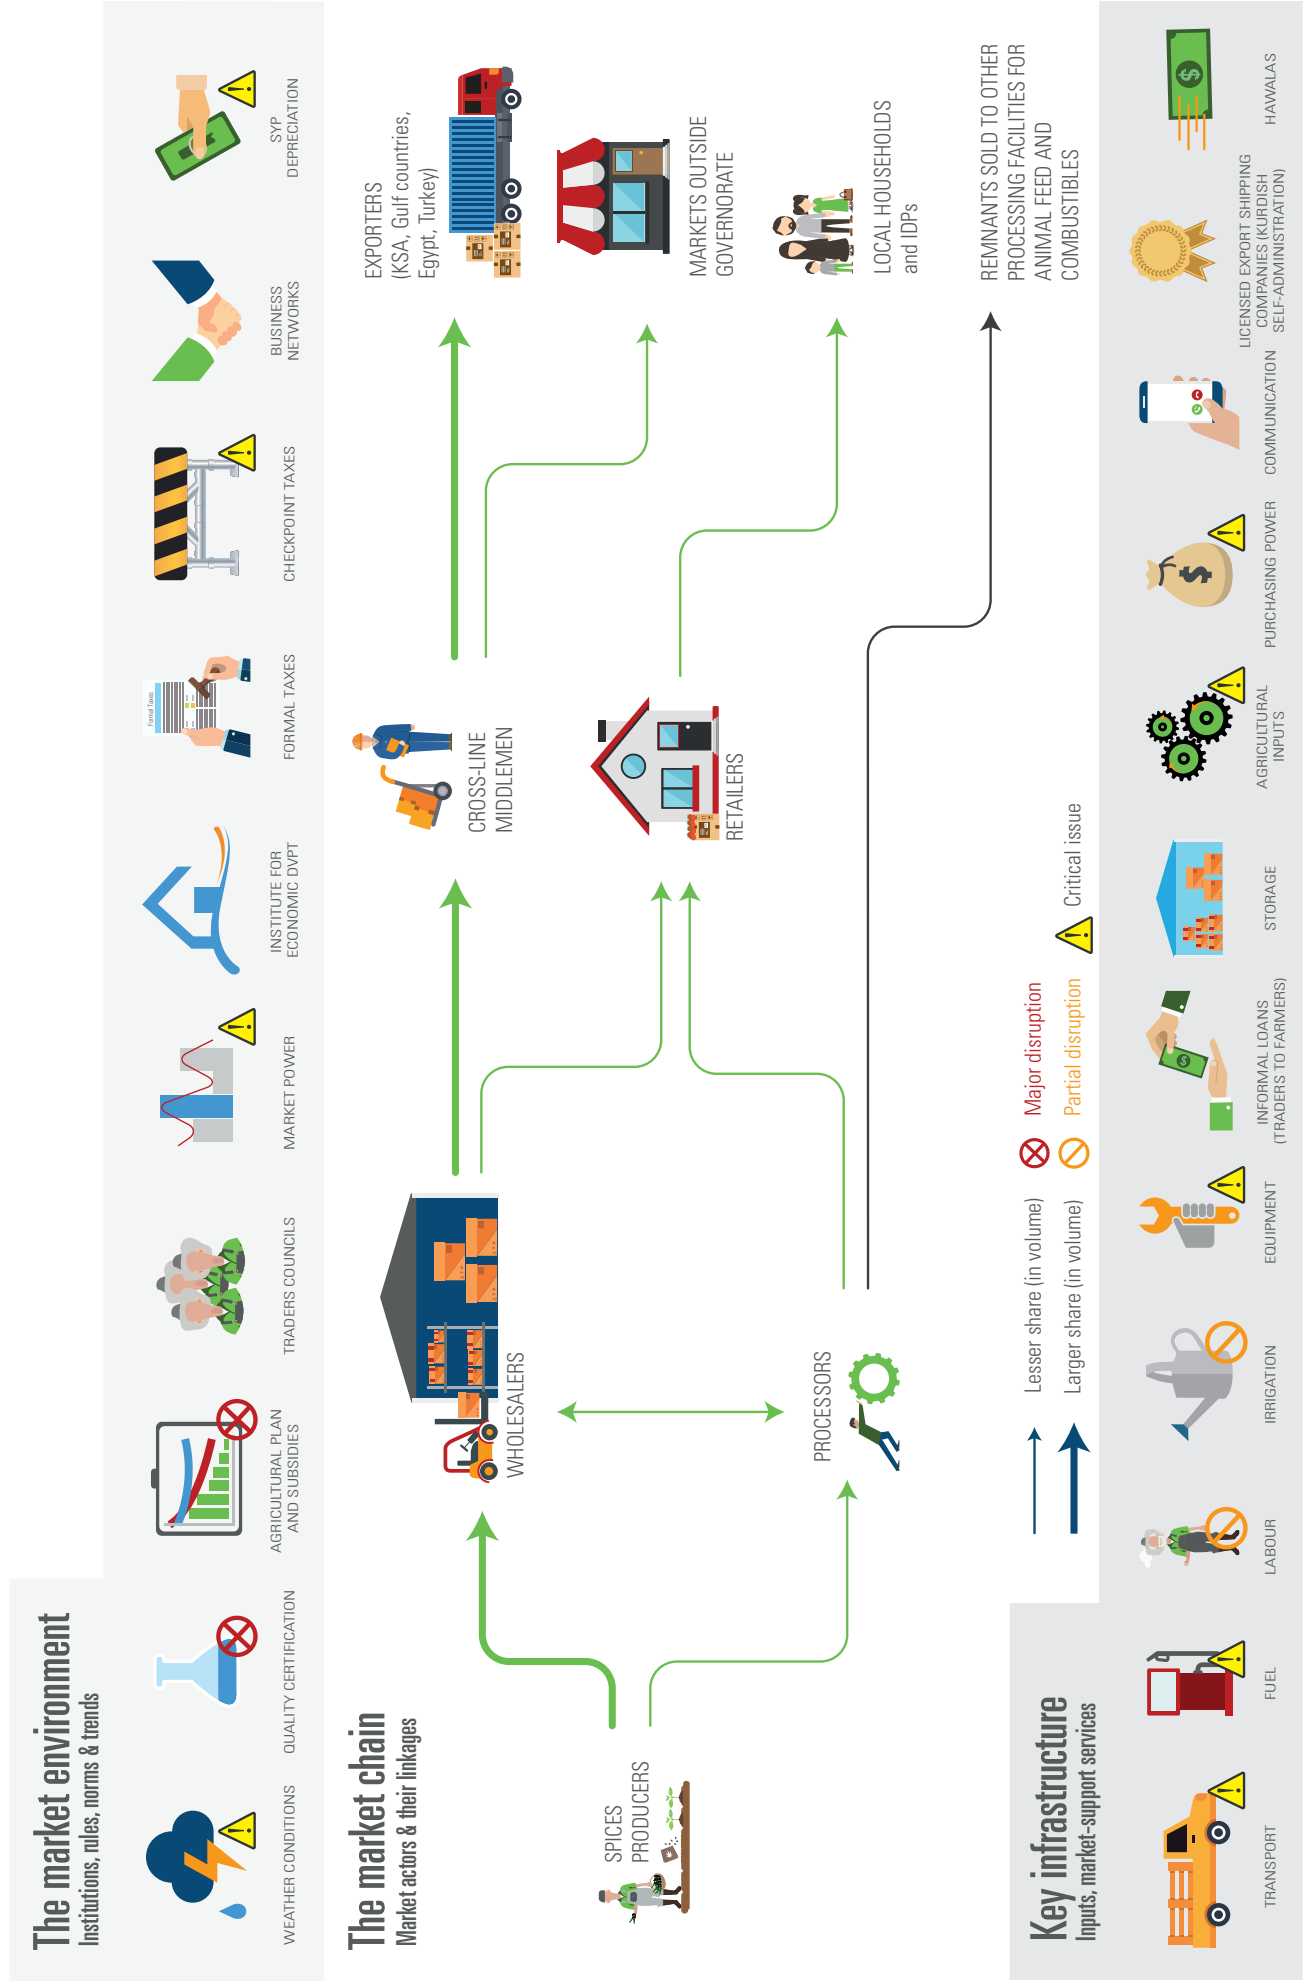 The market environment
Institutions, rules, norms & trends
WEATHER CONDITIONS
QUALITY CERTIFICATION
AGRICULTURAL PLAN
AND SUBSIDIES
TRADERS COUNCILS
MARKET POWER
INSTITUTE FOR
ECONOMIC DVPT
Formal Taxes
FORMAL TAXES
CHECKPOINT TAXES
BUSINESS
NETWORKS
SYP
DEPRECIATION
The market chain
Market actors & their linkages
SPICES
PRODUCERS
WHOLESALERS
PROCESSORS
CROSS-LINE
MIDDLEMEN
RETAILERS
EXPORTERS
(KSA, Gulf countries,
Egypt, Turkey)
MARKETS OUTSIDE
GOVERNORATE
LOCAL HOUSEHOLDS
and IDPs
REMNANTS SOLD TO OTHER
PROCESSING FACILITIES FOR
ANIMAL FEED AND
COMBUSTIBLES
Lesser share (in volume)
Larger share (in volume)
Major disruption
Partial disruption
Critical issue
Key infrastructure
Inputs, market-support services
TRANSPORT
FUEL
LABOUR
IRRIGATION
EQUIPMENT
INFORMAL LOANS
(TRADERS TO FARMERS)
STORAGE
AGRICULTURAL
INPUTS
PURCHASING POWER
COMMUNICATION
LICENSED EXPORT SHIPPING
COMPANIES (KURDISH
SELF-ADMINISTRATION)
HAWALAS